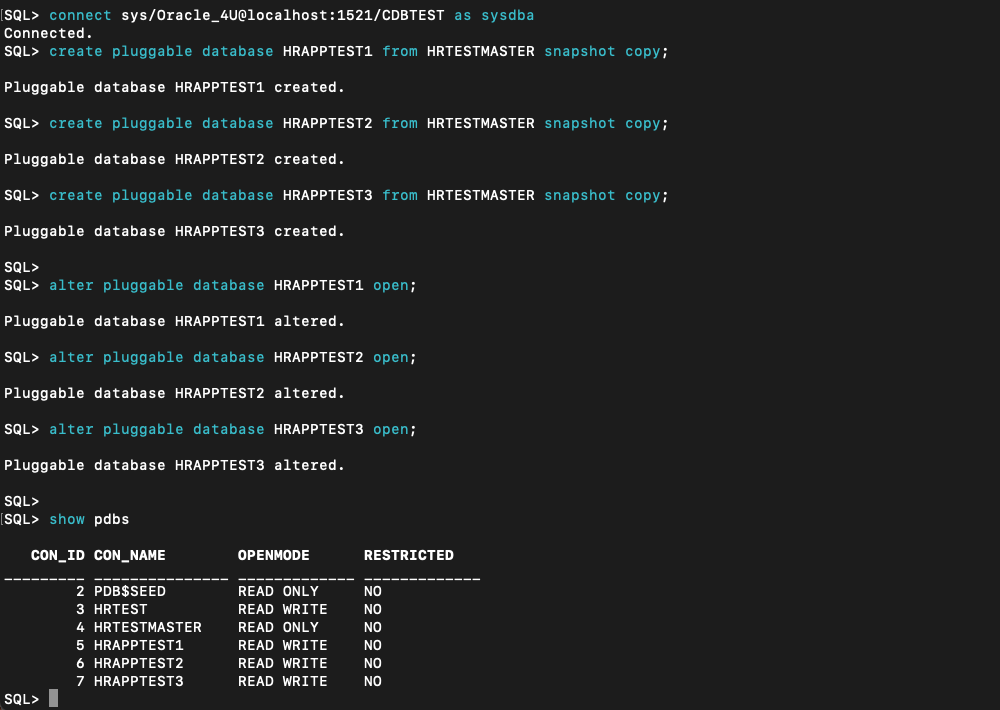 SQL> connect sys/Oracle_4U@localhost:1521/CDBTEST as sysdba
Connected.
SQL> create pluggable database HRAPPTEST1 from HRTESTMASTER snapshot copy;
Pluggable database HRAPPTEST1 created.
SQL> create pluggable database HRAPPTEST2 from HRTESTMASTER snapshot copy;
Pluggable database HRAPPTEST2 created.
SQL> create pluggable database HRAPPTEST3 from HRTESTMASTER snapshot copy;
Pluggable database HRAPPTEST3 created.
SQL>
SQL> alter pluggable database HRAPPTEST1 open;
Pluggable database HRAPPTEST1 altered.
SQL> alter pluggable database HRAPPTEST2 open;
Pluggable database HRAPPTEST2 altered.
SQL> alter pluggable database HRAPPTEST3 open;
Pluggable database HRAPPTEST3 altered.
SQL>
SQL> show pdbs
CON_ID CON_NAME OPENMODE RESTRICTED
_________ _______________ _____________ _____________
2 PDB$SEED READ ONLY NO
3 HRTEST READ WRITE NO
4 HRTESTMASTER READ ONLY NO
5 HRAPPTEST1 READ WRITE NO
6 HRAPPTEST2 READ WRITE NO
7 HRAPPTEST3 READ WRITE NO
SQL>